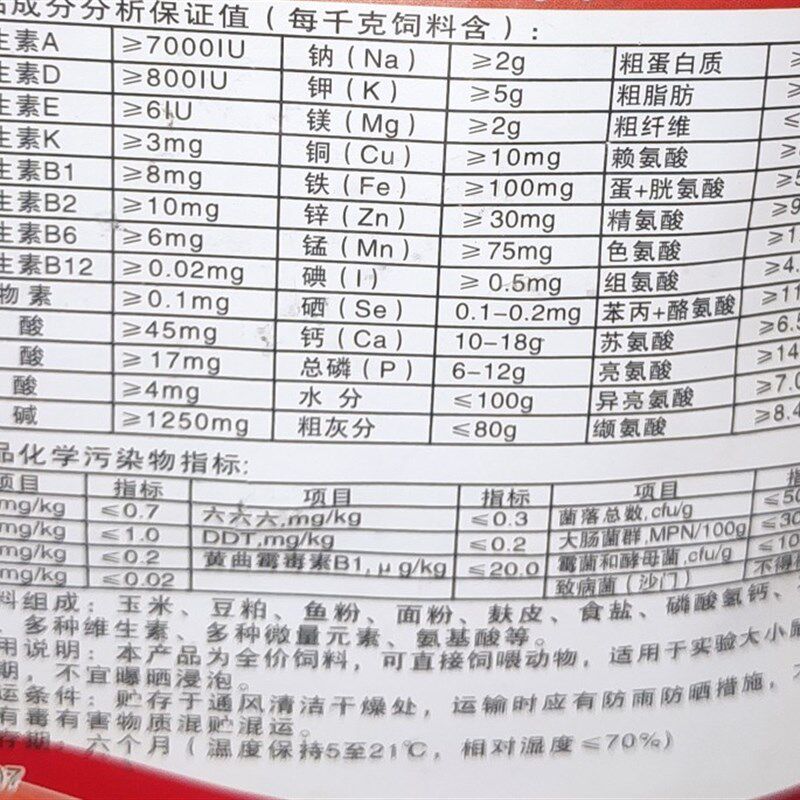 成分分析保证值（每千克饲料含）：
生素A ≥7000IU 钠（Na） ≥2g 粗蛋白质 ≥
生素D ≥800IU 钾（K） ≥5g 粗脂肪 ≥
生素E ≥6IU 镁（Mg） ≥2g 粗纤维 ≤
生素K ≥3mg 铜（Cu） ≥10mg 赖氨酸
生素B1 ≥8mg 铁（Fe） ≥100mg 蛋+胱氨酸
生素B2 ≥10mg 锌（Zn） ≥30mg 精氨酸
生素B6 ≥6mg 锰（Mn） ≥75mg 色氨酸
生素B12 ≥0.02mg 碘（I） ≥0.5mg 组氨酸 ≥4.
物素 ≥0.1mg 硒（Se） 0.1-0.2mg 苯丙+酪氨酸 ≥11
酸 ≥45mg 钙（Ca） 10-18g 苏氨酸 ≥6.5
酸 ≥17mg 总磷（P） 6-12g 亮氨酸 ≥14
酸 ≥4mg 水分 ≤100g 异亮氨酸 ≥7.0
碱 ≥1250mg 粗灰分 ≤80g 缬氨酸 ≥8.4
品化学污染物指标:
项目 指标 项目 指标 项目
mg/kg ≤0.7 六六六,mg/kg ≤0.3 菌落总数,cfu/g
mg/kg ≤1.0 DDT,mg/kg ≤0.2 大肠菌群,MPN/100g
mg/kg ≤0.2 黄曲霉毒素B1,μg/kg ≤20.0 霉菌和酵母菌,cfu/g
mg/kg ≤0.02 致病菌（沙门） 不得
料组成：玉米、豆粕、鱼粉、面粉、麸皮、食盐、磷酸氢钙、
、多种维生素、多种微量元素、氨基酸等。
用说明：本产品为全价饲料，可直接饲喂动物，适用于实验大小鼠
期，不宜曝晒浸泡。
运条件：贮存于通风清洁干燥处，运输时应有防雨防晒措施，
有毒有害物质混贮混运。
存期：六个月（温度保持5至21℃，相对湿度≤70%）